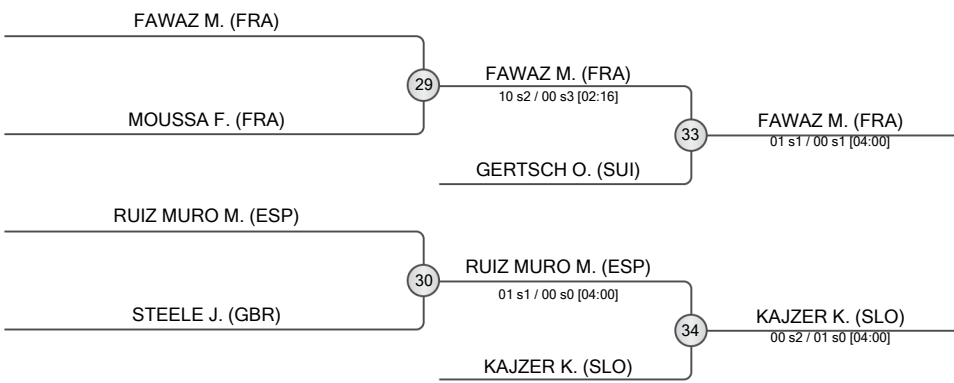 FAWAZ M. (FRA)
29
MOUSSA F. (FRA)
FAWAZ M. (FRA)
10 s2 / 00 s3 [02:16]
33
GERTSCH O. (SUI)
FAWAZ M. (FRA)
01 s1 / 00 s1 [04:00]
RUIZ MURO M. (ESP)
30
STEELE J. (GBR)
RUIZ MURO M. (ESP)
01 s1 / 00 s0 [04:00]
34
KAJZER K. (SLO)
KAJZER K. (SLO)
00 s2 / 01 s0 [04:00]